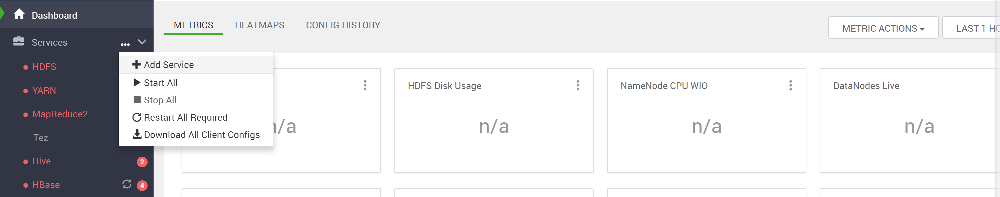 Dashboard
Services
HDFS
YARN
MapReduce2
Tez
Hive 2
HBase 4
Add Service
Start All
Stop All
Restart All Required
Download All Client Configs
METRICS HEATMAPS CONFIG HISTORY
METRIC ACTIONS LAST 1
n/a
HDFS Disk Usage
n/a
NameNode CPU WIO
n/a
DataNodes Live
n/a